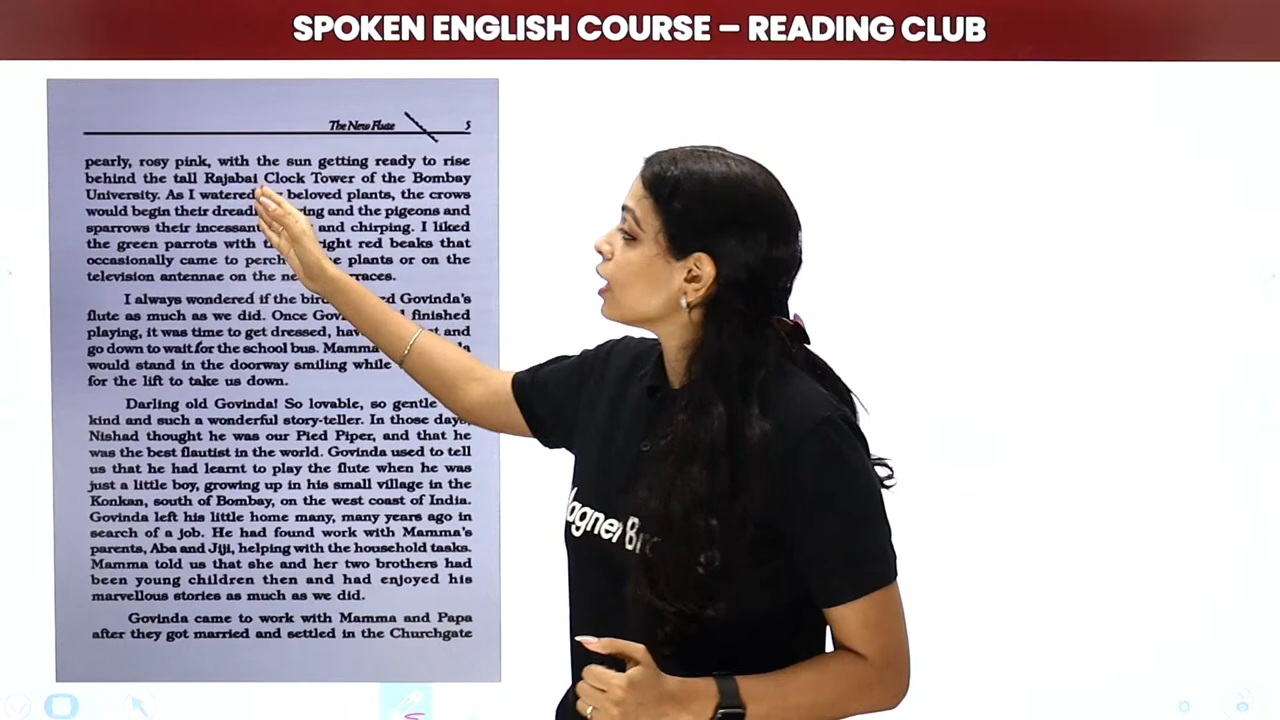 SPOKEN ENGLISH COURSE – READING CLUB
The New Flute 5
pearly, rosy pink, with the sun getting ready to rise
behind the tall Rajabai Clock Tower of the Bombay
University. As I watered beloved plants, the crows
would begin their and the pigeons and
sparrows their incessant and chirping. I liked
the green parrots with red beaks that
occasionally came to perch plants or on the
television antennae on the
I always wondered if the Govinda's
flute as much as we did. Once finished
playing, it was time to get dressed, and
go down to wait for the school bus. Mamma
would stand in the doorway smiling while
for the lift to take us down.
Darling old Govinda! So lovable, so gentle
kind and such a wonderful story-teller. In those days,
Nishad thought he was our Pied Piper, and that he
was the best flautist in the world. Govinda used to tell
us that he had learnt to play the flute when he was
just a little boy, growing up in his small village in the
Konkan, south of Bombay, on the west coast of India.
Govinda left his little home many, many years ago in
search of a job. He had found work with Mamma's
parents, Aba and Jiji, helping with the household tasks.
Mamma told us that she and her two brothers had
been young children then and had enjoyed his
marvellous stories as much as we did.
Govinda came to work with Mamma and Papa
after they got married and settled in the Churchgate